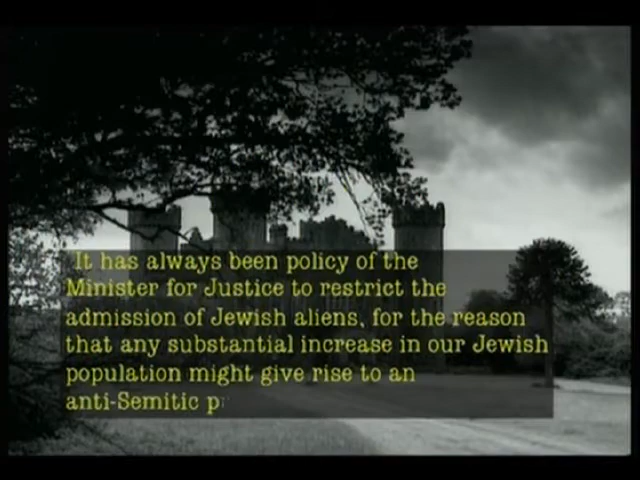 It has always been policy of the
Minister for Justice to restrict the
admission of Jewish aliens, for the reason
that any substantial increase in our Jewish
population might give rise to an
anti-Semitic p